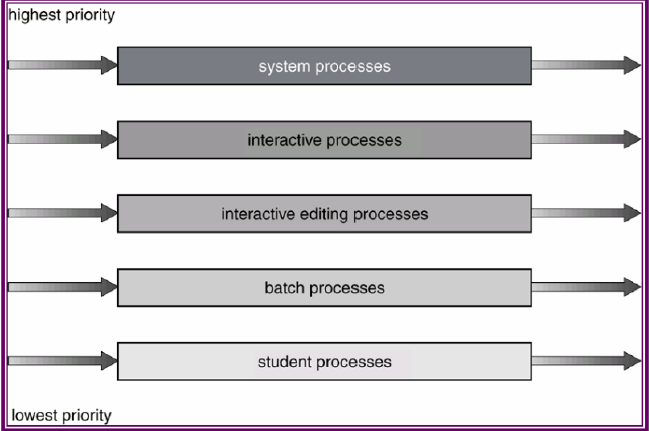 highest priority
system processes
interactive processes
interactive editing processes
batch processes
student processes
lowest priority